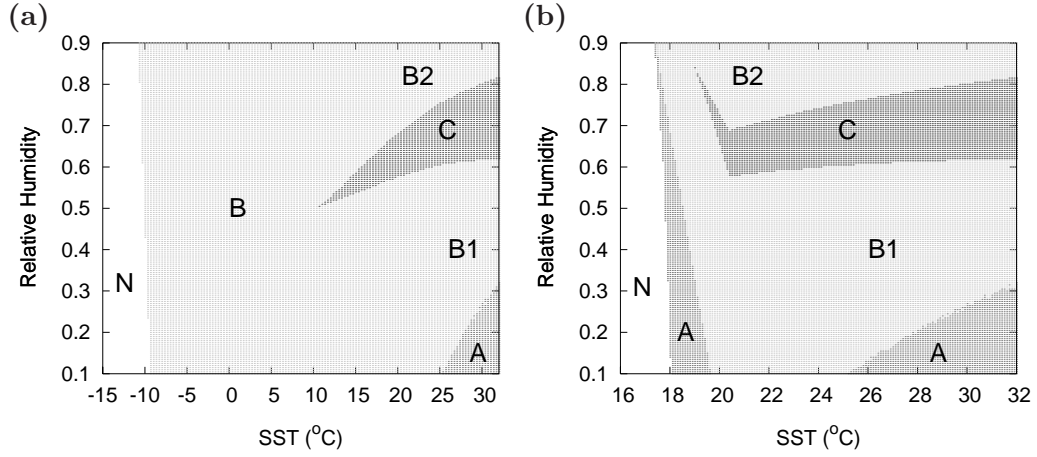 (a)
0.9
0.8
0.7
0.6
0.5
0.4
0.3
0.2
0.1
Relative Humidity
N
B
B2
C
B1
A
-15 -10 -5 0 5 10 15 20 25 30
SST (°C)
(b)
0.9
0.8
0.7
0.6
0.5
0.4
0.3
0.2
0.1
Relative Humidity
B2
C
B1
N
A
A
16 18 20 22 24 26 28 30 32
SST (°C)